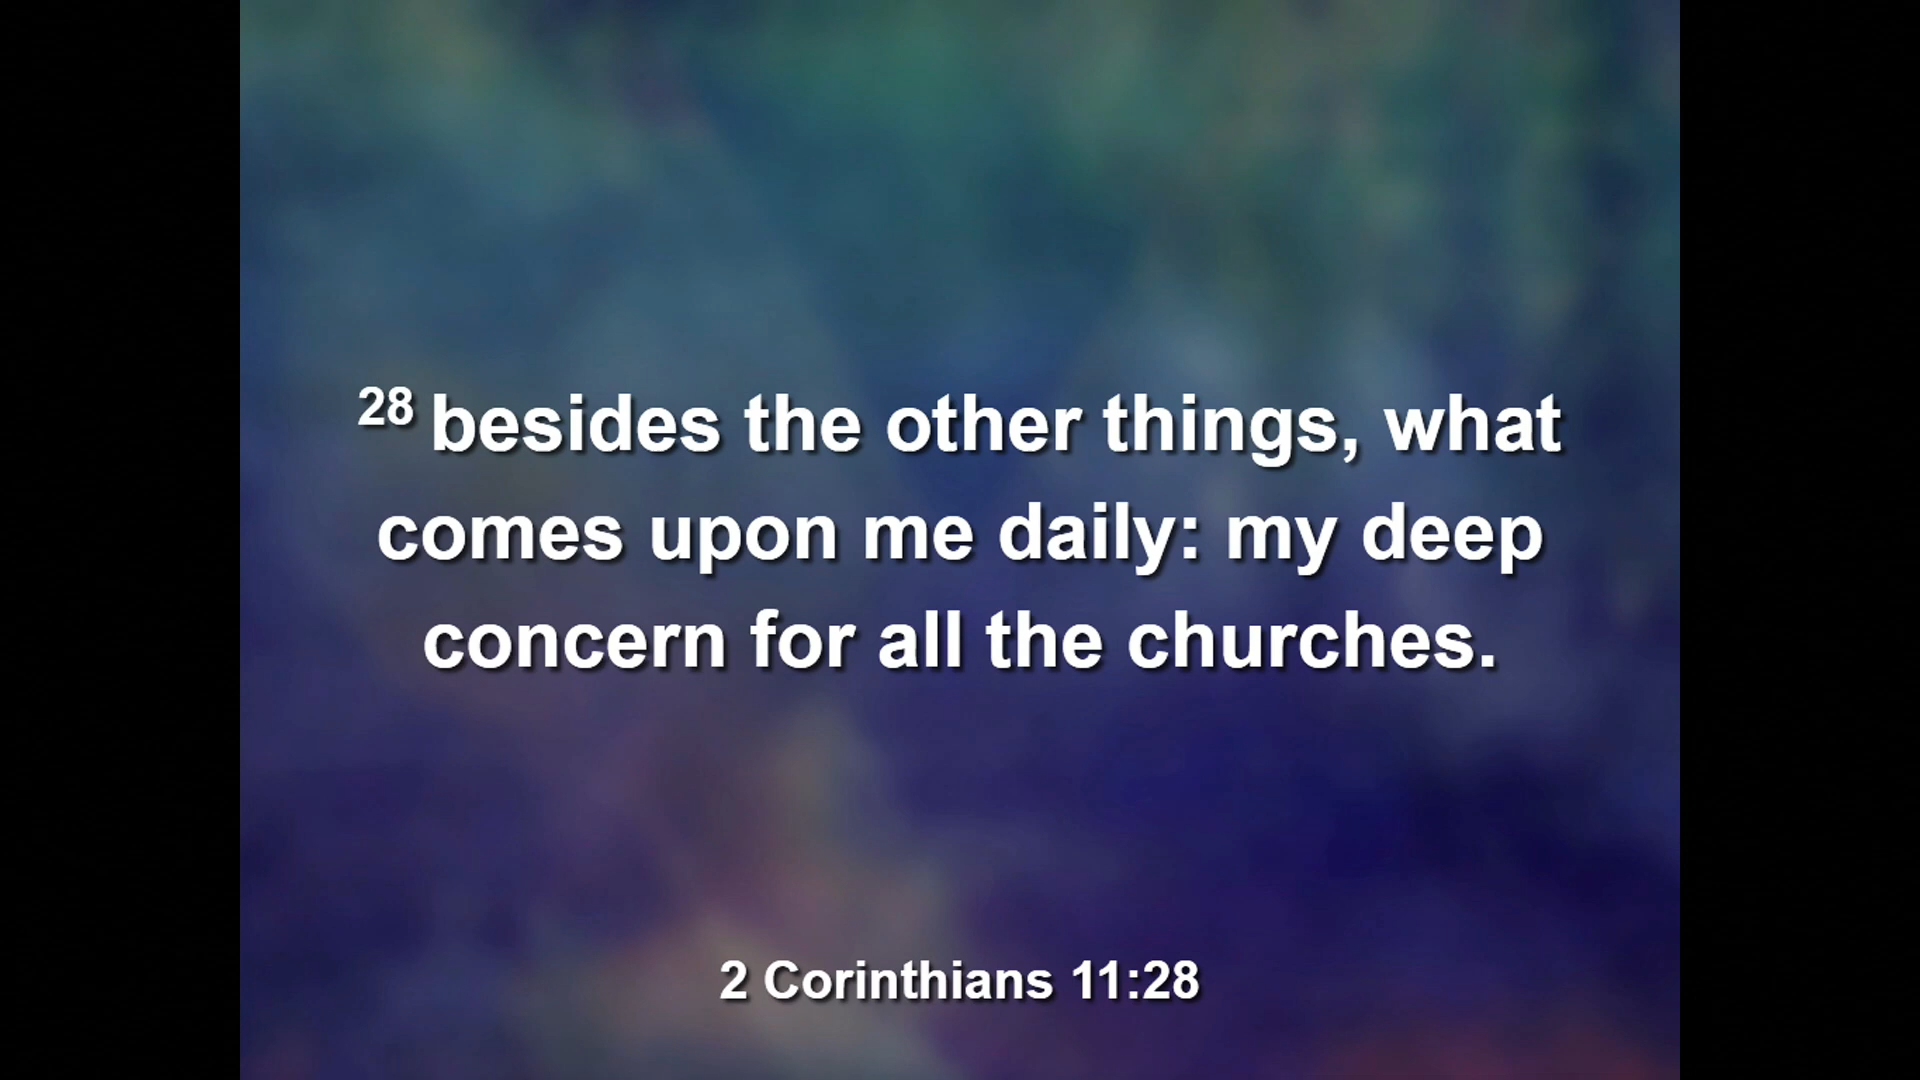 28 besides the other things, what
comes upon me daily: my deep
concern for all the churches.
2 Corinthians 11:28